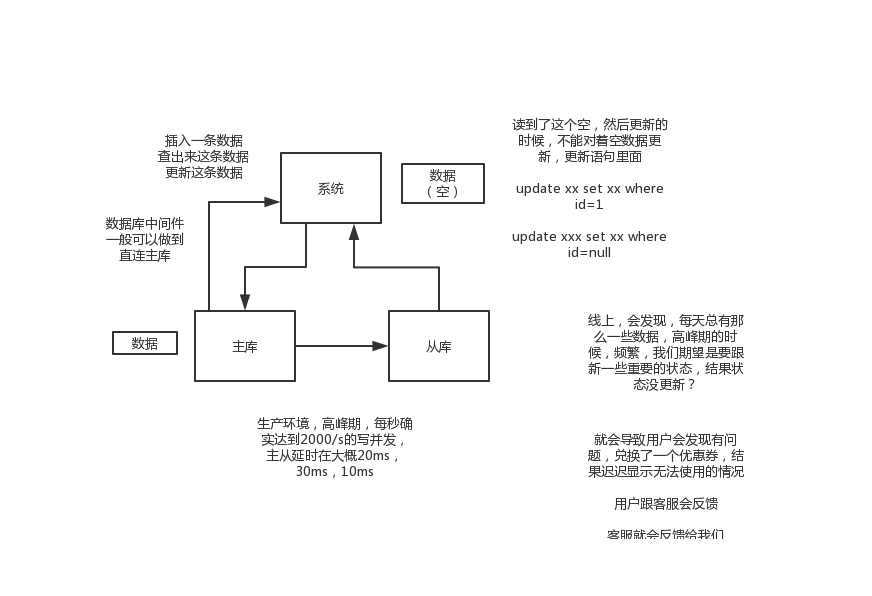 插入一条数据
查出来这条数据
更新这条数据
系统
数据
（空）
读到了这个空，然后更新的
时候，不能对着空数据更
新，更新语句里面
update xx set xx where
id=1
update xxx set xx where
id=null
数据库中间件
一般可以做到
直连主库
数据
主库
从库
线上，会发现，每天总有那
么一些数据，高峰期的时
候，频繁，我们期望是要跟
新一些重要的状态，结果状
态没更新？
生产环境，高峰期，每秒确
实达到2000/s的写并发，
主从延时在大概20ms，
30ms，10ms
就会导致用户会发现有问
题，兑换了一个优惠券，结
果迟迟显示无法使用的情况
用户跟客服会反馈
客服就会反馈给我们